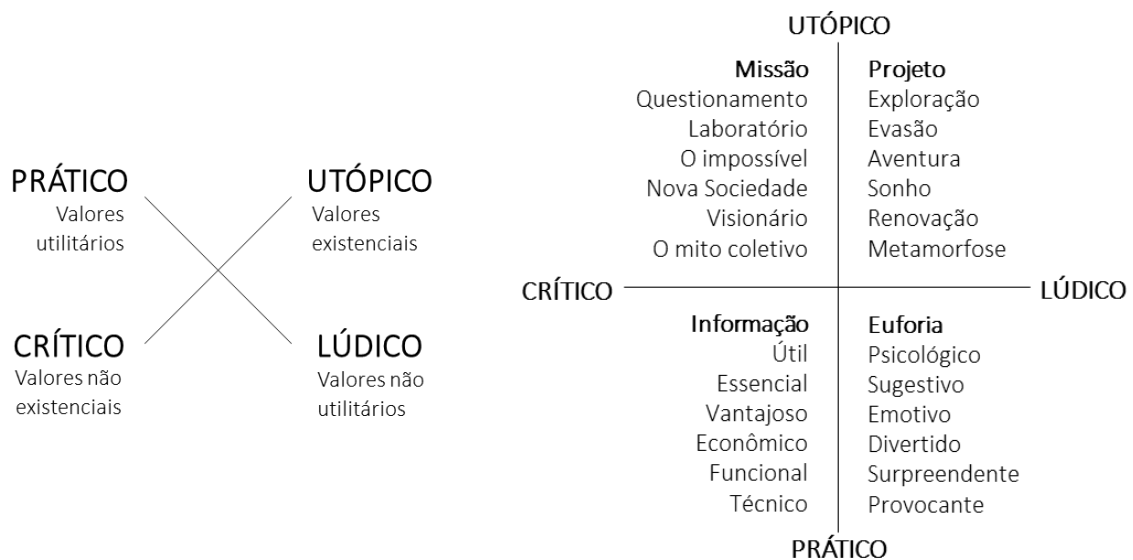 PRÁTICO
Valores
utilitários
UTÓPICO
Valores
existenciais
CRÍTICO
Valores não
existenciais
LÚDICO
Valores não
utilitários
UTÓPICO
Missão
Questionamento
Laboratório
O impossível
Nova Sociedade
Visionário
O mito coletivo
Projeto
Exploração
Evasão
Aventura
Sonho
Renovação
Metamorfose
CRÍTICO
LÚDICO
Informação
Útil
Essencial
Vantajoso
Econômico
Funcional
Técnico
Euforia
Psicológico
Sugestivo
Emotivo
Divertido
Surpreendente
Provocante
PRÁTICO